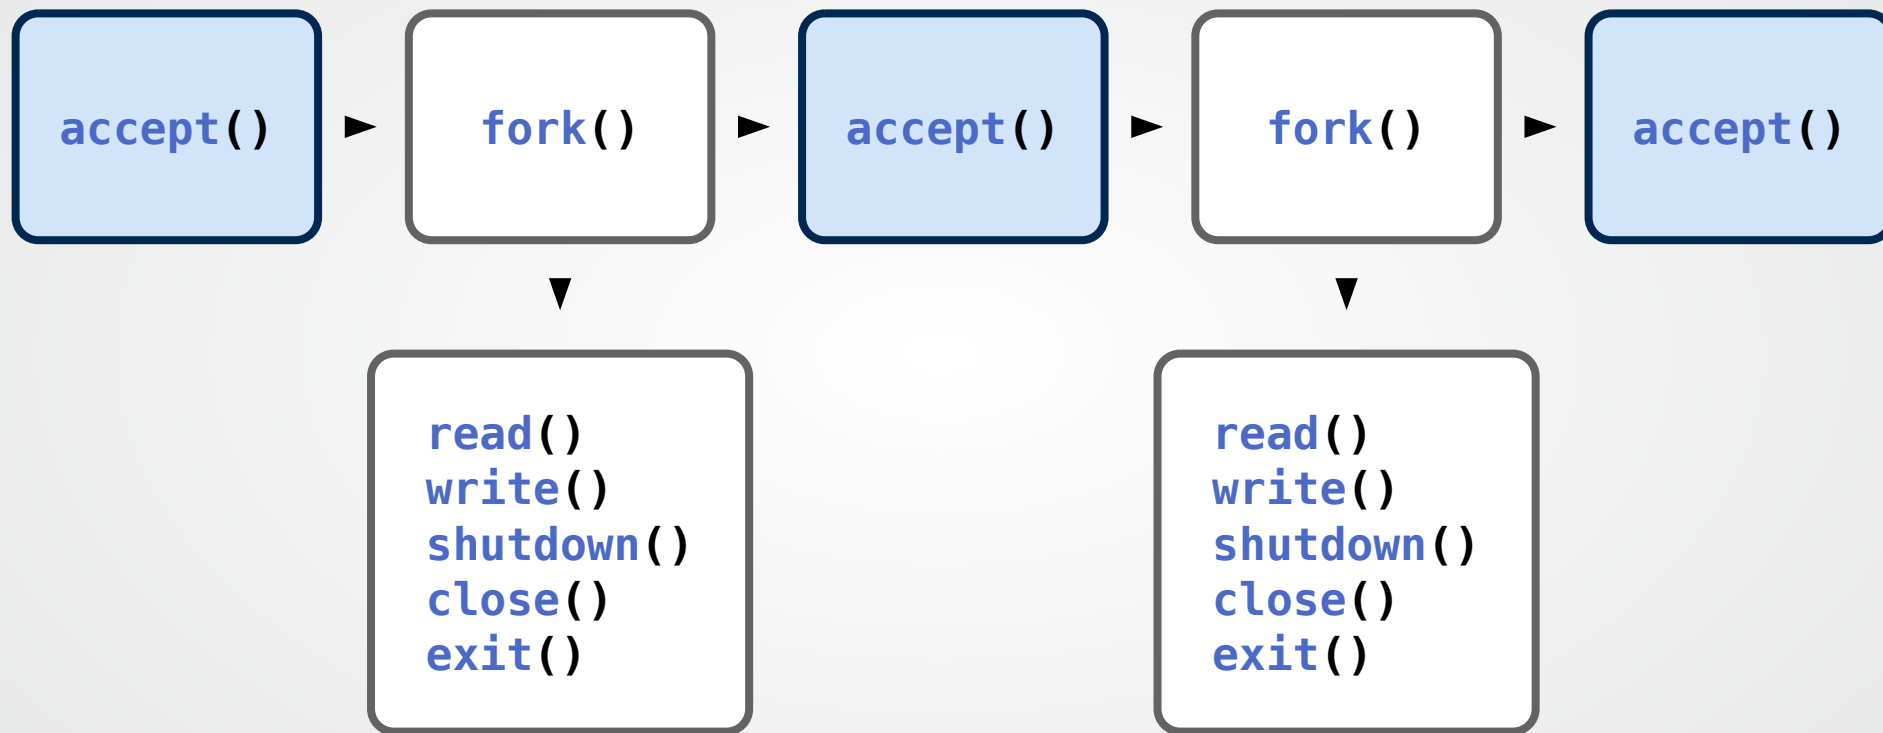 accept()
fork()
accept()
fork()
accept()
read()
write()
shutdown()
close()
exit()
read()
write()
shutdown()
close()
exit()